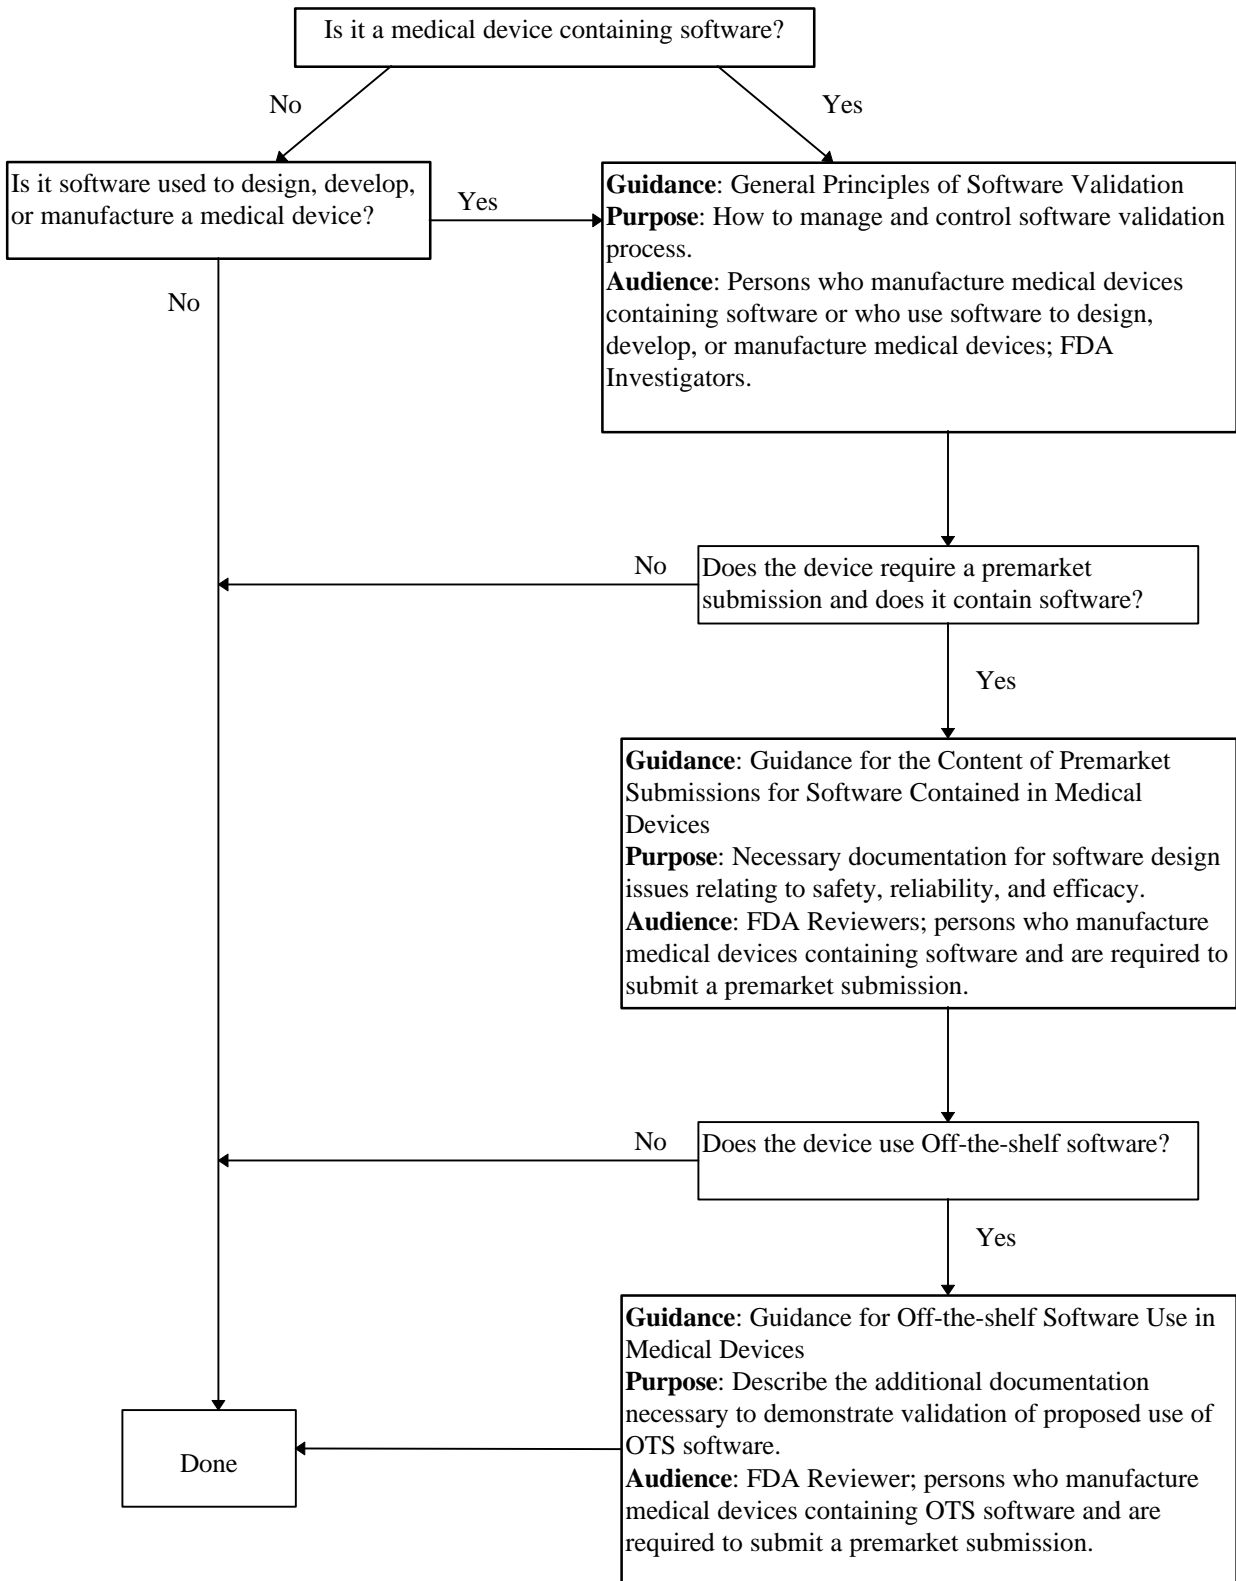 Is it a medical device containing software?
No
Yes
Is it software used to design, develop,
or manufacture a medical device?
Yes
Guidance: General Principles of Software Validation
Purpose: How to manage and control software validation
process.
Audience: Persons who manufacture medical devices
containing software or who use software to design,
develop, or manufacture medical devices; FDA
Investigators.
No
No
Does the device require a premarket
submission and does it contain software?
Yes
Guidance: Guidance for the Content of Premarket
Submissions for Software Contained in Medical
Devices
Purpose: Necessary documentation for software design
issues relating to safety, reliability, and efficacy.
Audience: FDA Reviewers; persons who manufacture
medical devices containing software and are required to
submit a premarket submission.
No
Does the device use Off-the-shelf software?
Yes
Guidance: Guidance for Off-the-shelf Software Use in
Medical Devices
Purpose: Describe the additional documentation
necessary to demonstrate validation of proposed use of
OTS software.
Audience: FDA Reviewer; persons who manufacture
medical devices containing OTS software and are
required to submit a premarket submission.
Done